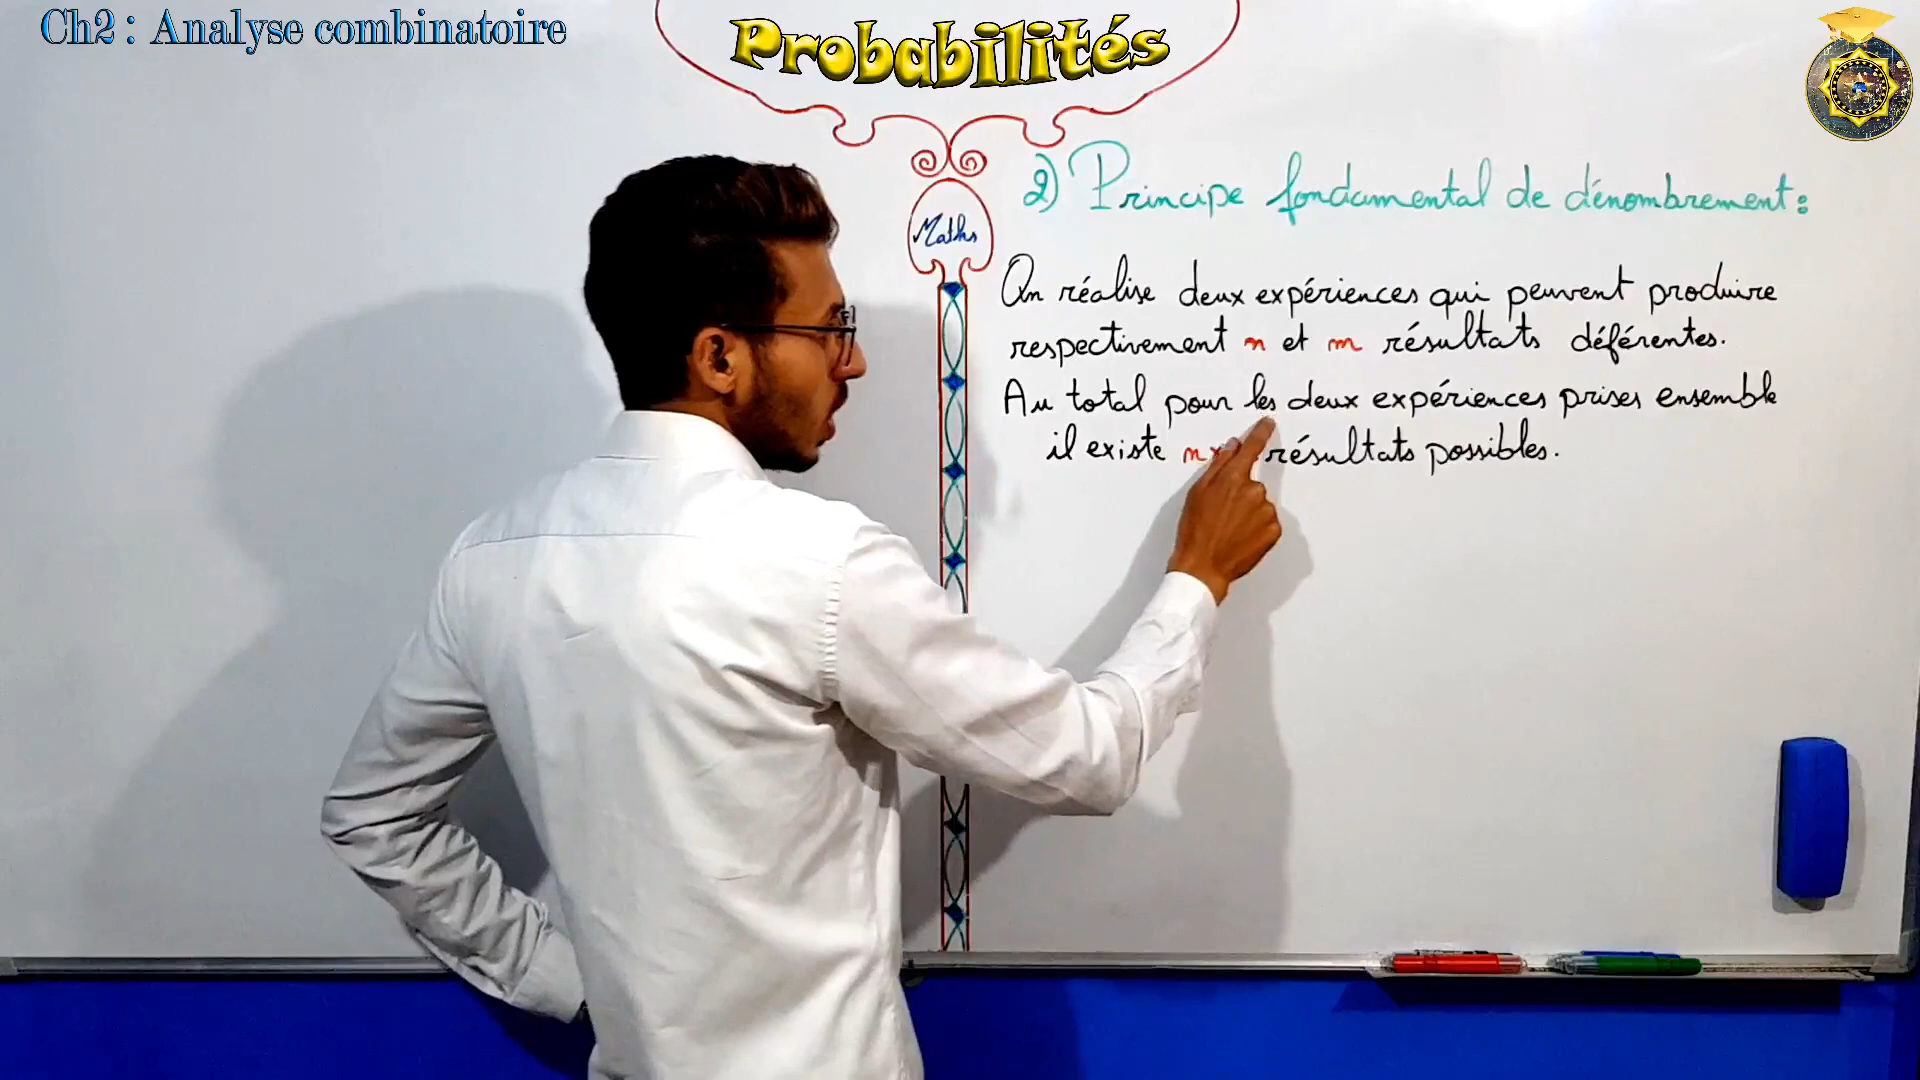 Ch2 : Analyse combinatoire
Probabilités
Maths
2) Principe fondamental de dénombrement :
On réalise deux expériences qui peuvent produire
respectivement n et m résultats déférentes.
Au total pour les deux expériences prises ensemble
il existe nx résultats possibles.